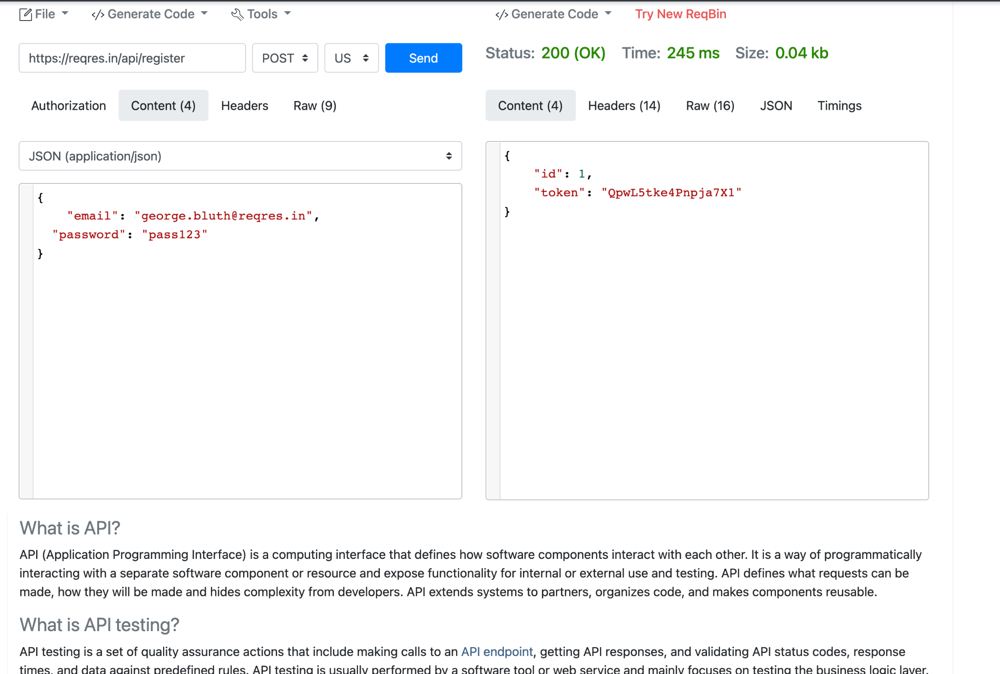 File
</> Generate Code
Tools
</> Generate Code
Try New ReqBin
https://reqres.in/api/register
POST
US
Send
Status: 200 (OK) Time: 245 ms Size: 0.04 kb
Authorization
Content (4)
Headers
Raw (9)
Content (4)
Headers (14)
Raw (16)
JSON
Timings
JSON (application/json)
{
"email": "george.bluth@reqres.in",
"password": "pass123"
}
{
"id": 1,
"token": "QpwL5tke4Pnpja7X1"
}
What is API?
API (Application Programming Interface) is a computing interface that defines how software components interact with each other. It is a way of programmatically
interacting with a separate software component or resource and expose functionality for internal or external use and testing. API defines what requests can be
made, how they will be made and hides complexity from developers. API extends systems to partners, organizes code, and makes components reusable.
What is API testing?
API testing is a set of quality assurance actions that include making calls to an API endpoint, getting API responses, and validating API status codes, response
times, and data against predefined rules. API testing is usually performed by a software tool or web service and mainly focuses on testing the business logic layer.